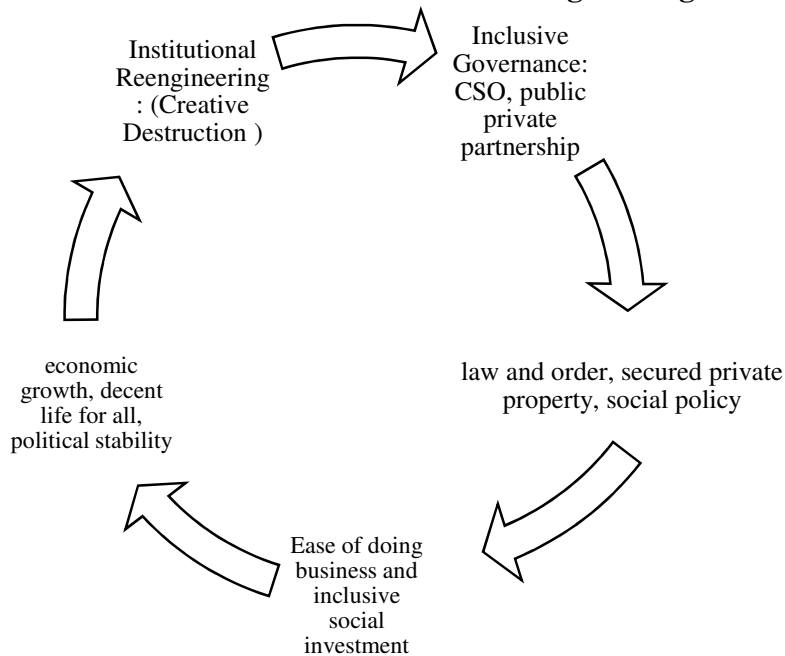 Institutional
Reengineering
: (Creative
Destruction )
Inclusive
Governance:
CSO, public
private
partnership
law and order, secured private
property, social policy
Ease of doing
business and
inclusive
social
investment
economic
growth, decent
life for all,
political stability